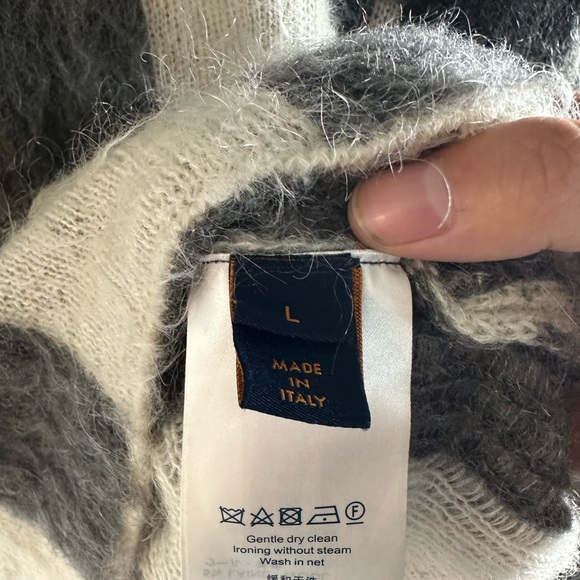 L
MADE
IN
ITALY
F
Gentle dry clean
Ironing without steam
Wash in net